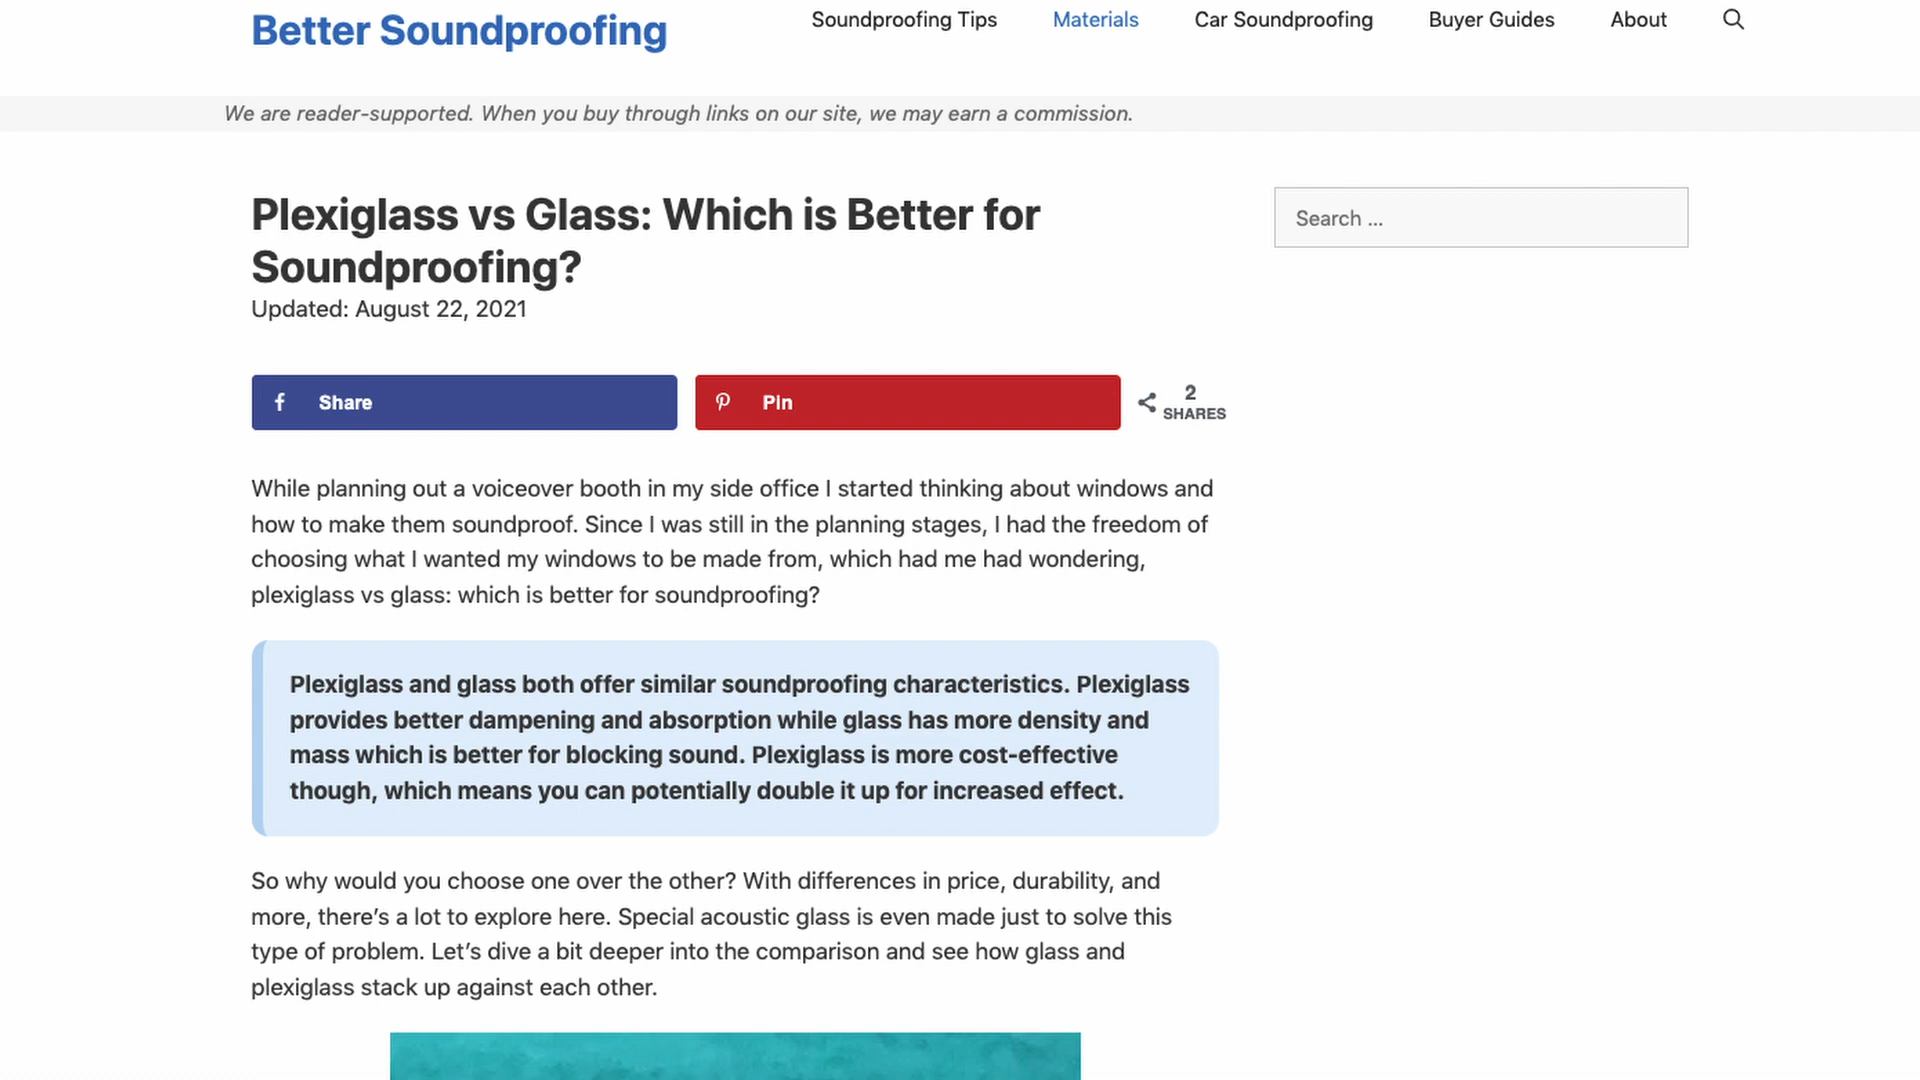 Better Soundproofing
Soundproofing Tips
Materials
Car Soundproofing
Buyer Guides
About
We are reader-supported. When you buy through links on our site, we may earn a commission.
Plexiglass vs Glass: Which is Better for
Soundproofing?
Updated: August 22, 2021
Search ...
Share
Pin
2
SHARES
While planning out a voiceover booth in my side office I started thinking about windows and
how to make them soundproof. Since I was still in the planning stages, I had the freedom of
choosing what I wanted my windows to be made from, which had me had wondering,
plexiglass vs glass: which is better for soundproofing?
Plexiglass and glass both offer similar soundproofing characteristics. Plexiglass
provides better dampening and absorption while glass has more density and
mass which is better for blocking sound. Plexiglass is more cost-effective
though, which means you can potentially double it up for increased effect.
So why would you choose one over the other? With differences in price, durability, and
more, there's a lot to explore here. Special acoustic glass is even made just to solve this
type of problem. Let's dive a bit deeper into the comparison and see how glass and
plexiglass stack up against each other.